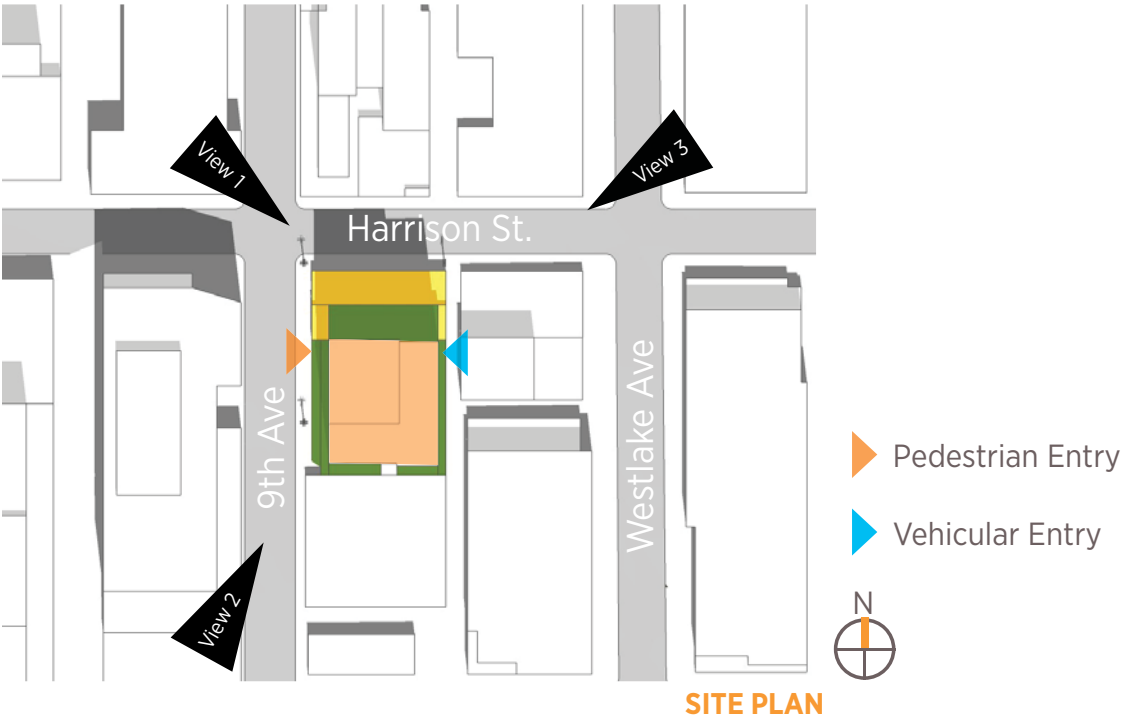 View 1
View 3
Harrison St.
9th Ave
Westlake Ave
Pedestrian Entry
Vehicular Entry
View 2
N
SITE PLAN